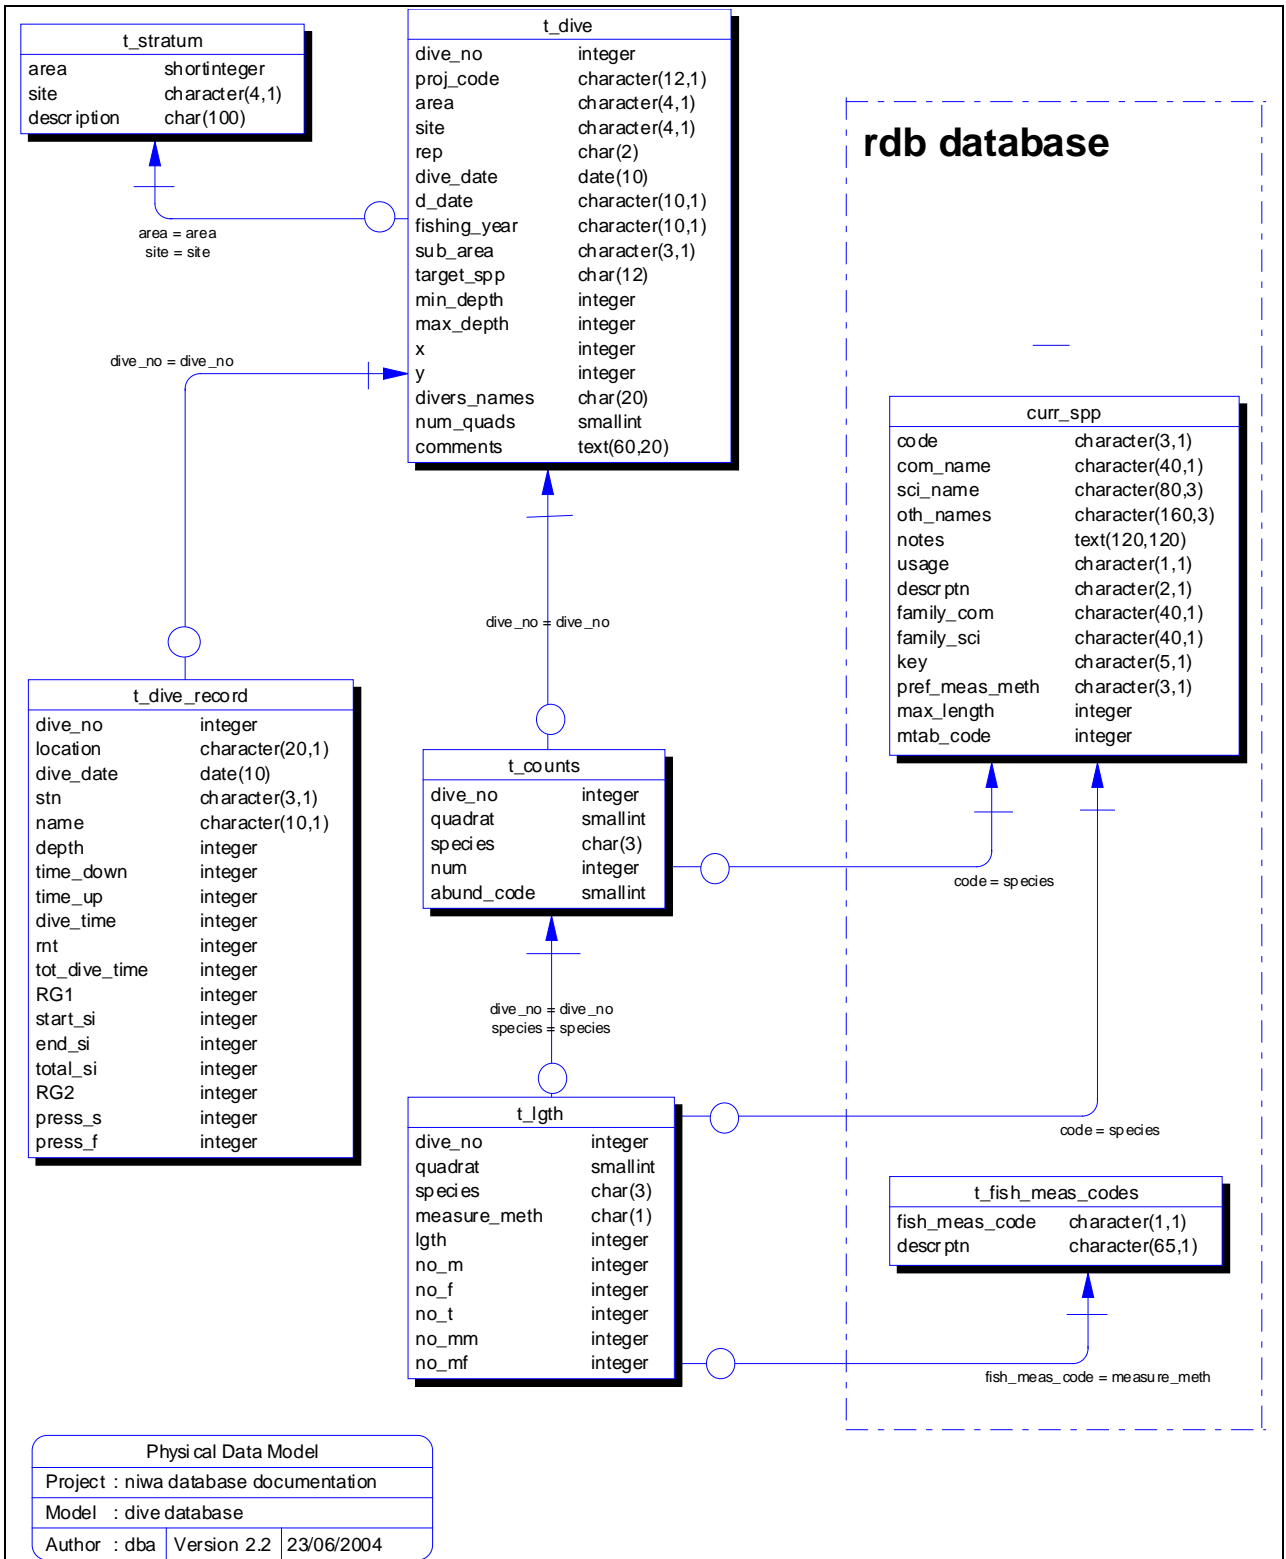 t_stratum
area shortinteger
site character(4,1)
description char(100)
area = area
site = site
t_dive
dive_no integer
proj_code character(12,1)
area character(4,1)
site character(4,1)
rep char(2)
dive_date date(10)
d_date character(10,1)
fishing_year character(10,1)
sub_area character(3,1)
target_spp char(12)
min_depth integer
max_depth integer
x integer
y integer
divers_names char(20)
num_quads smallint
comments text(60,20)
dive_no = dive_no
dive_no = dive_no
t_dive_record
dive_no integer
location character(20,1)
dive_date date(10)
stn character(3,1)
name character(10,1)
depth integer
time_down integer
time_up integer
dive_time integer
rnt integer
tot_dive_time integer
RG1 integer
start_si integer
end_si integer
total_si integer
RG2 integer
press_s integer
press_f integer
t_counts
dive_no integer
quadrat smallint
species char(3)
num integer
abund_code smallint
dive_no = dive_no
species = species
t_lgth
dive_no integer
quadrat smallint
species char(3)
measure_meth char(1)
lgth integer
no_m integer
no_f integer
no_t integer
no_mm integer
no_mf integer
rdb database
curr_spp
code character(3,1)
com_name character(40,1)
sci_name character(80,3)
oth_names character(160,3)
notes text(120,120)
usage character(1,1)
descrptn character(2,1)
family_com character(40,1)
family_sci character(40,1)
key character(5,1)
pref_meas_meth character(3,1)
max_length integer
mtab_code integer
code = species
code = species
t_fish_meas_codes
fish_meas_code character(1,1)
descrptn character(65,1)
fish_meas_code = measure_meth
Physical Data Model
Project : niwa database documentation
Model : dive database
Author : dba Version 2.2 23/06/2004